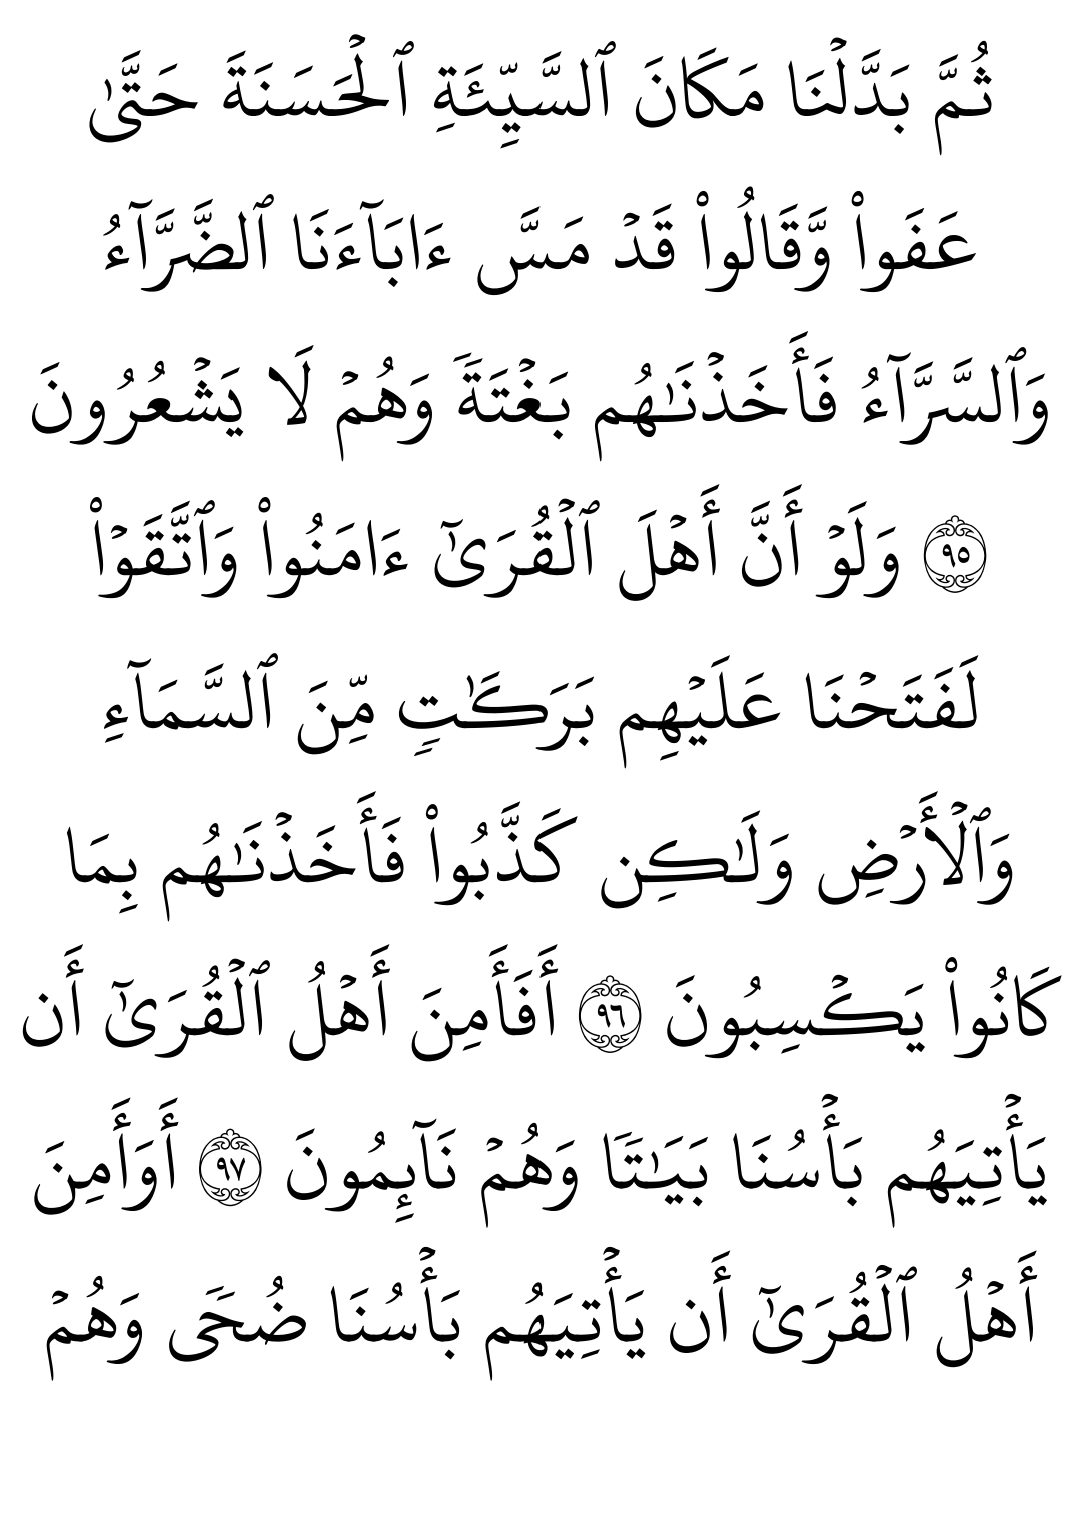 ثُمَّ بَدَّلۡنَا مَكَانَ ٱلسَّيِّئَةِ ٱلۡحَسَنَةَ حَتَّىٰ
عَفَواْ وَّقَالُواْ قَدۡ مَسَّ ءَابَآءَنَا ٱلضَّرَّآءُ
وَٱلسَّرَّآءُ فَأَخَذۡنَٰهُم بَغۡتَةٗ وَهُمۡ لَا يَشۡعُرُونَ
۝٩٥ وَلَوۡ أَنَّ أَهۡلَ ٱلۡقُرَىٰٓ ءَامَنُواْ وَٱتَّقَوۡاْ
لَفَتَحۡنَا عَلَيۡهِم بَرَكَٰتٖ مِّنَ ٱلسَّمَآءِ
وَٱلۡأَرۡضِ وَلَٰكِن كَذَّبُواْ فَأَخَذۡنَٰهُم بِمَا
كَانُواْ يَكۡسِبُونَ ۝٩٦ أَفَأَمِنَ أَهۡلُ ٱلۡقُرَىٰٓ أَن
يَأۡتِيَهُم بَأۡسُنَا بَيَٰتٗا وَهُمۡ نَآئِمُونَ ۝٩٧ أَوَأَمِنَ
أَهۡلُ ٱلۡقُرَىٰٓ أَن يَأۡتِيَهُم بَأۡسُنَا ضُحٗى وَهُمۡ